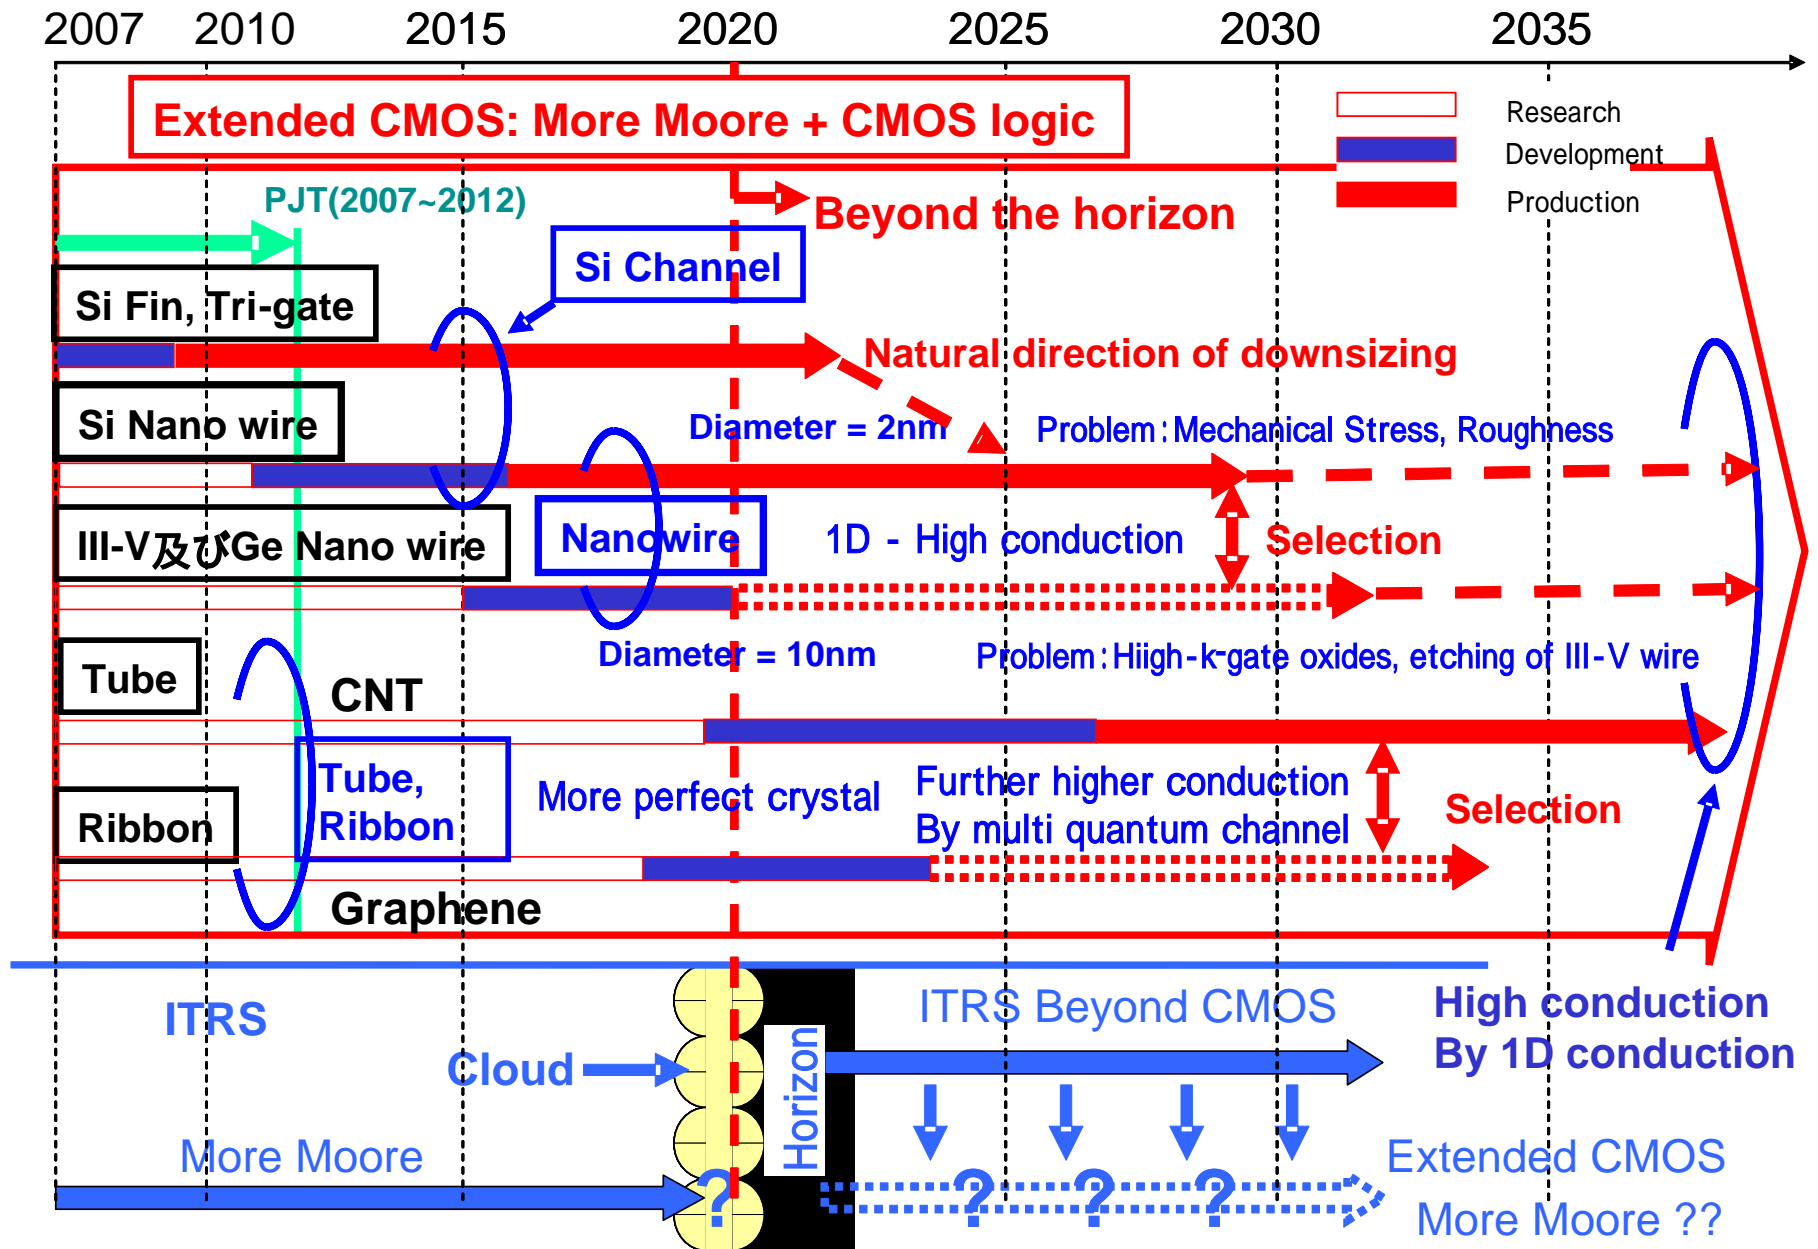 2007 2010 2015 2020 2025 2030 2035
Extended CMOS: More Moore + CMOS logic
Research
Development
Production
PJT(2007~2012)
Beyond the horizon
Si Channel
Si Fin, Tri-gate
Natural direction of downsizing
Si Nano wire
Diameter = 2nm
Problem: Mechanical Stress, Roughness
III-V及びGe Nano wire
Nanowire
1D - High conduction
Selection
Diameter = 10nm
Problem: Hiigh-k-gate oxides, etching of III-V wire
Tube
CNT
Tube,
Ribbon
More perfect crystal
Further higher conduction
By multi quantum channel
Selection
Ribbon
Graphene
ITRS
Cloud
Horizon
ITRS Beyond CMOS
High conduction
By 1D conduction
More Moore
?
? ? ?
Extended CMOS
More Moore ??